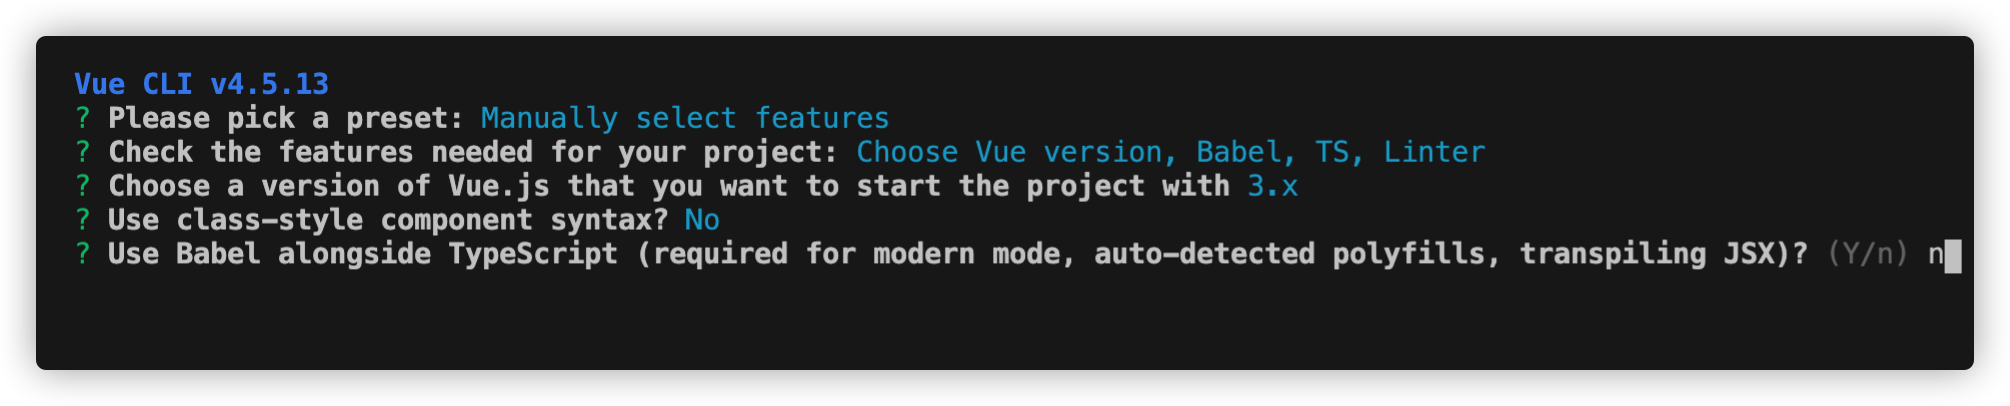 Vue CLI v4.5.13
? Please pick a preset: Manually select features
? Check the features needed for your project: Choose Vue version, Babel, TS, Linter
? Choose a version of Vue.js that you want to start the project with 3.x
? Use class-style component syntax? No
? Use Babel alongside TypeScript (required for modern mode, auto-detected polyfills, transpiling JSX)? (Y/n) n